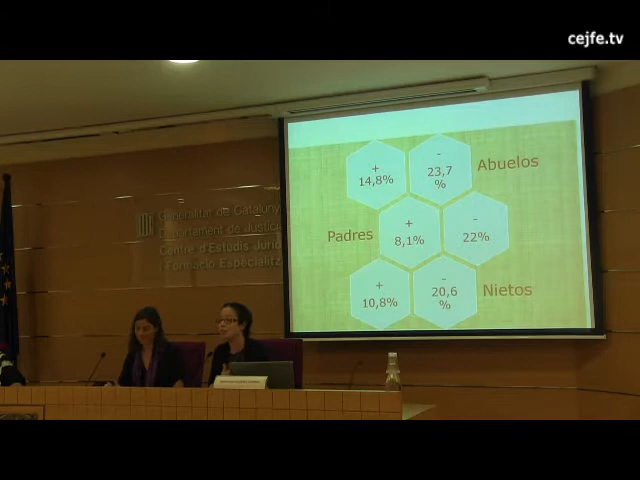 cejfe.tv
+
14,8%
-
23,7
%
Abuelos
Padres
+
8,1%
-
22%
+
10,8%
-
20,6
%
Nietos
Generalitat de Catalunya
Departament de Justícia
Centre d'Estudis Jurídics
i Formació Especialitzada